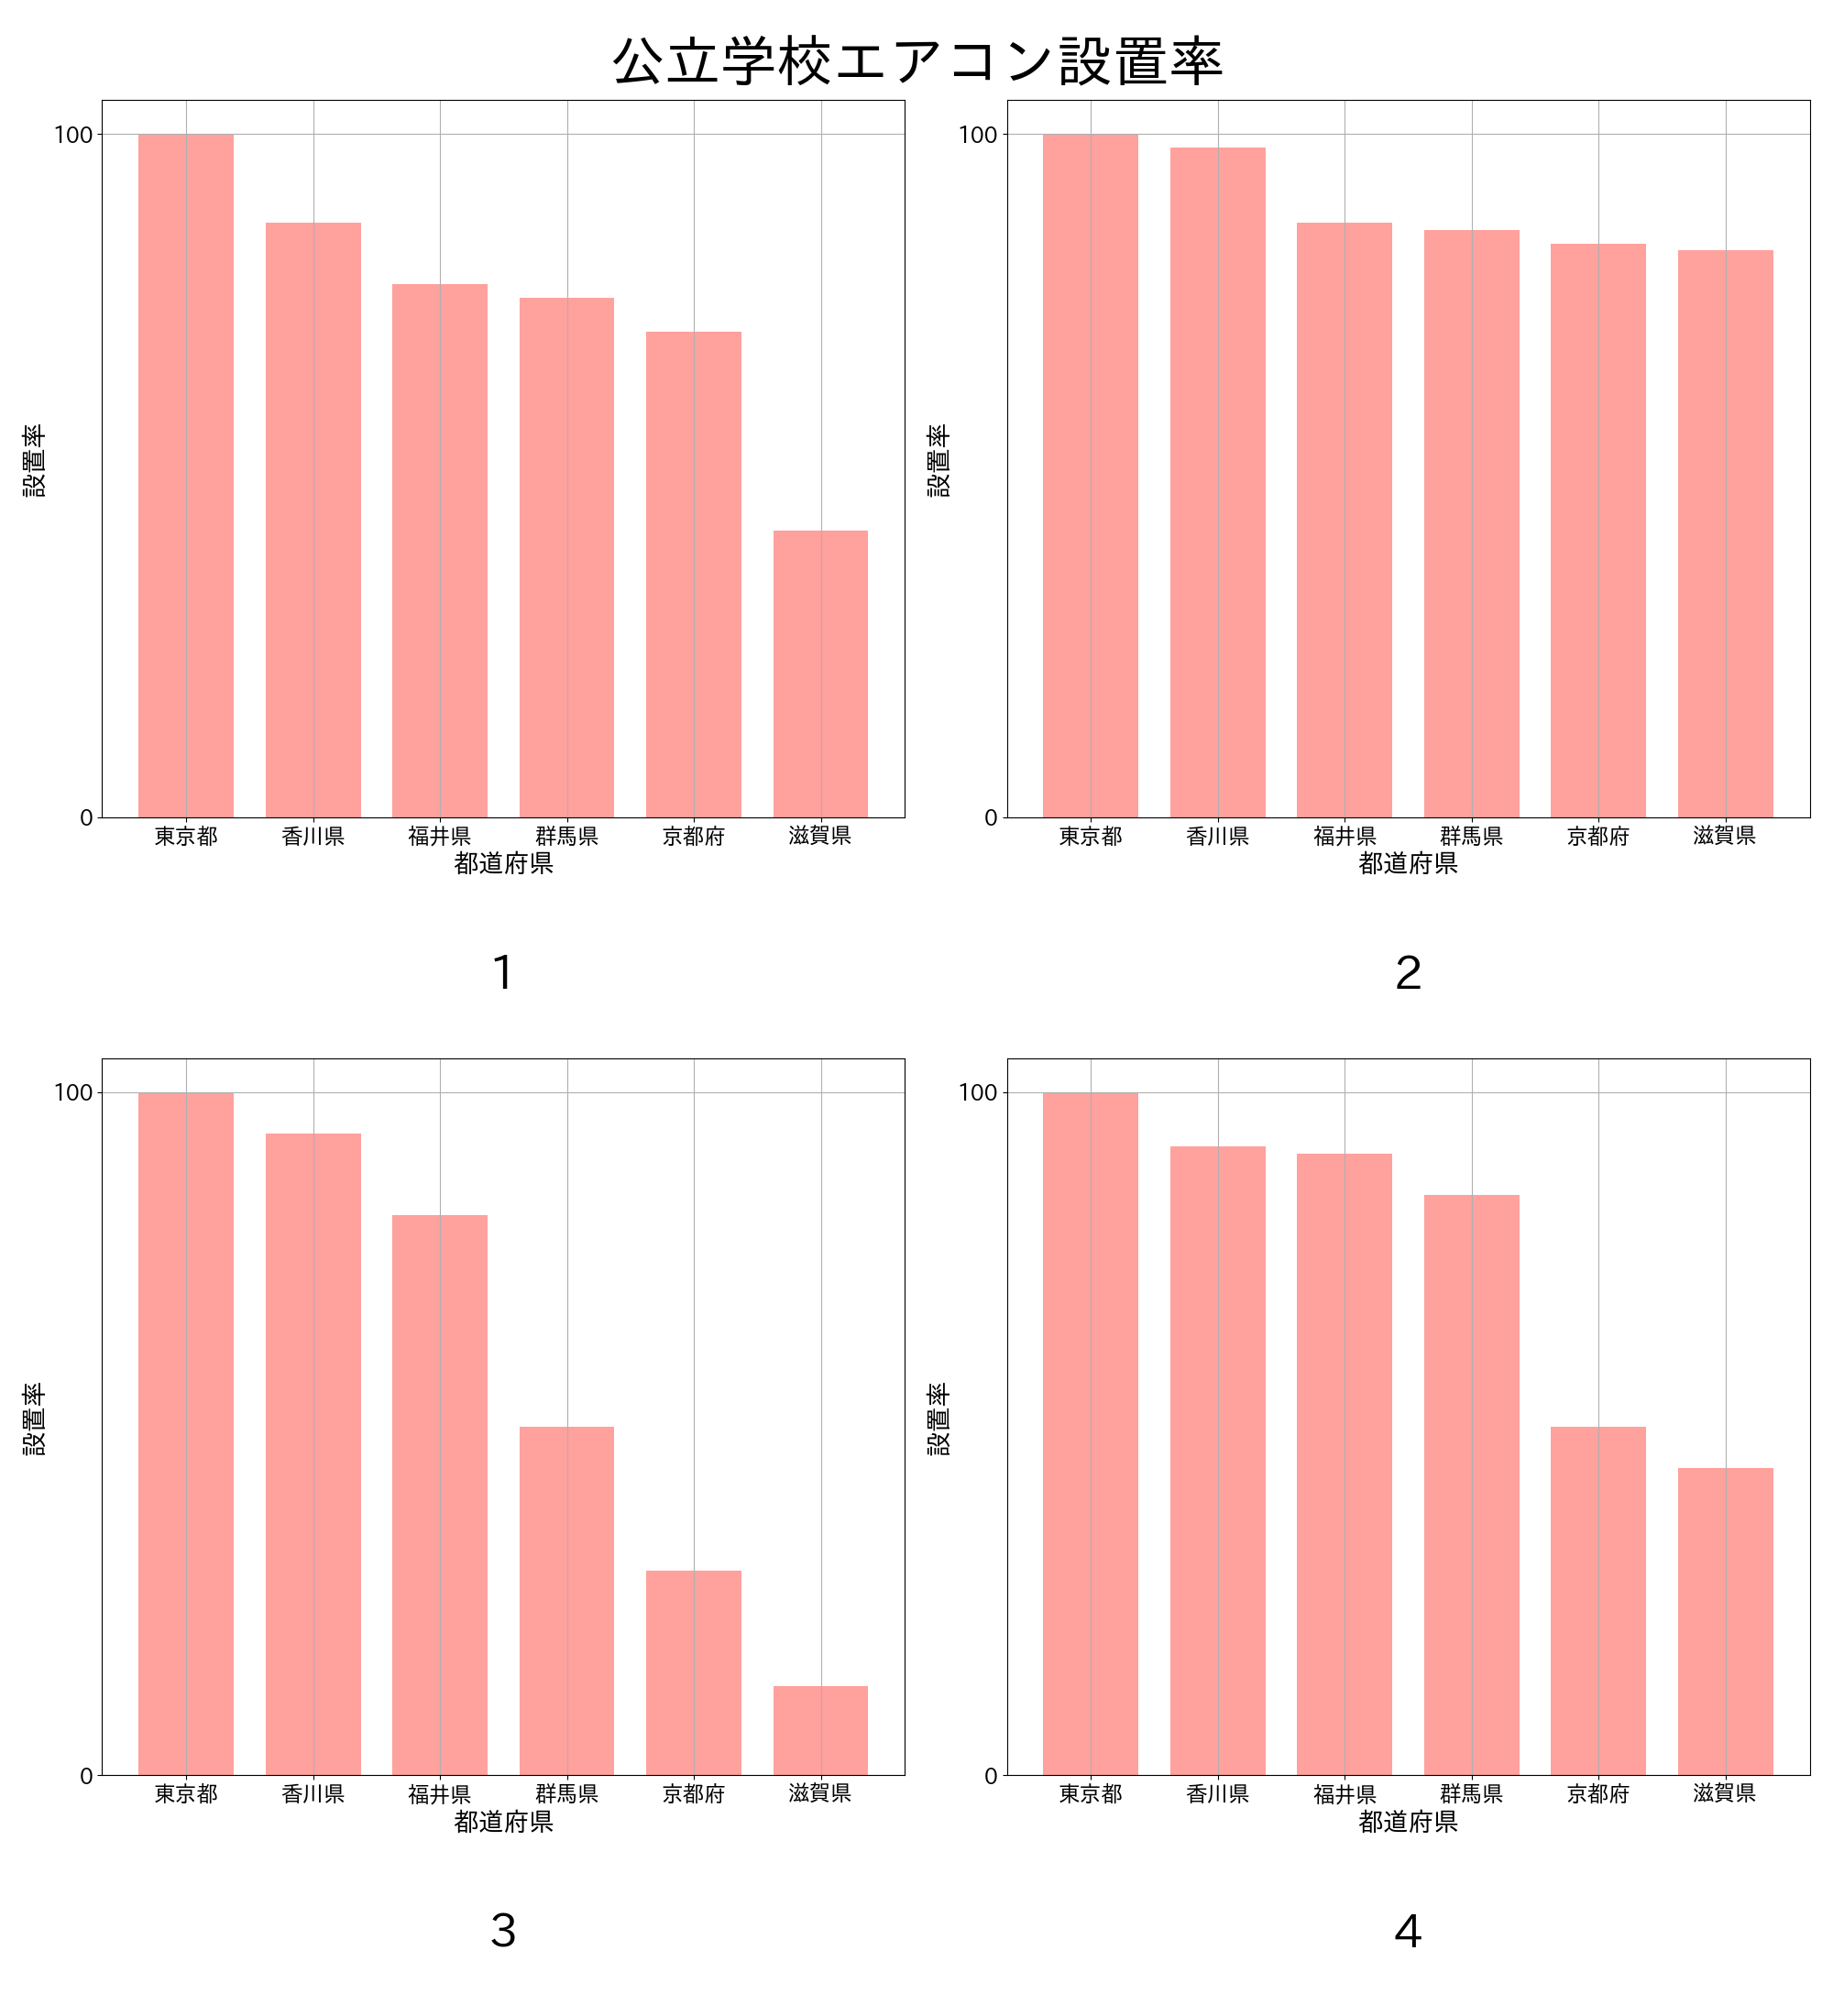 公立学校エアコン設置率
100
0
設置率
東京都 香川県 福井県 群馬県 京都府 滋賀県
都道府県
1
100
0
設置率
東京都 香川県 福井県 群馬県 京都府 滋賀県
都道府県
2
100
0
設置率
東京都 香川県 福井県 群馬県 京都府 滋賀県
都道府県
3
100
0
設置率
東京都 香川県 福井県 群馬県 京都府 滋賀県
都道府県
4